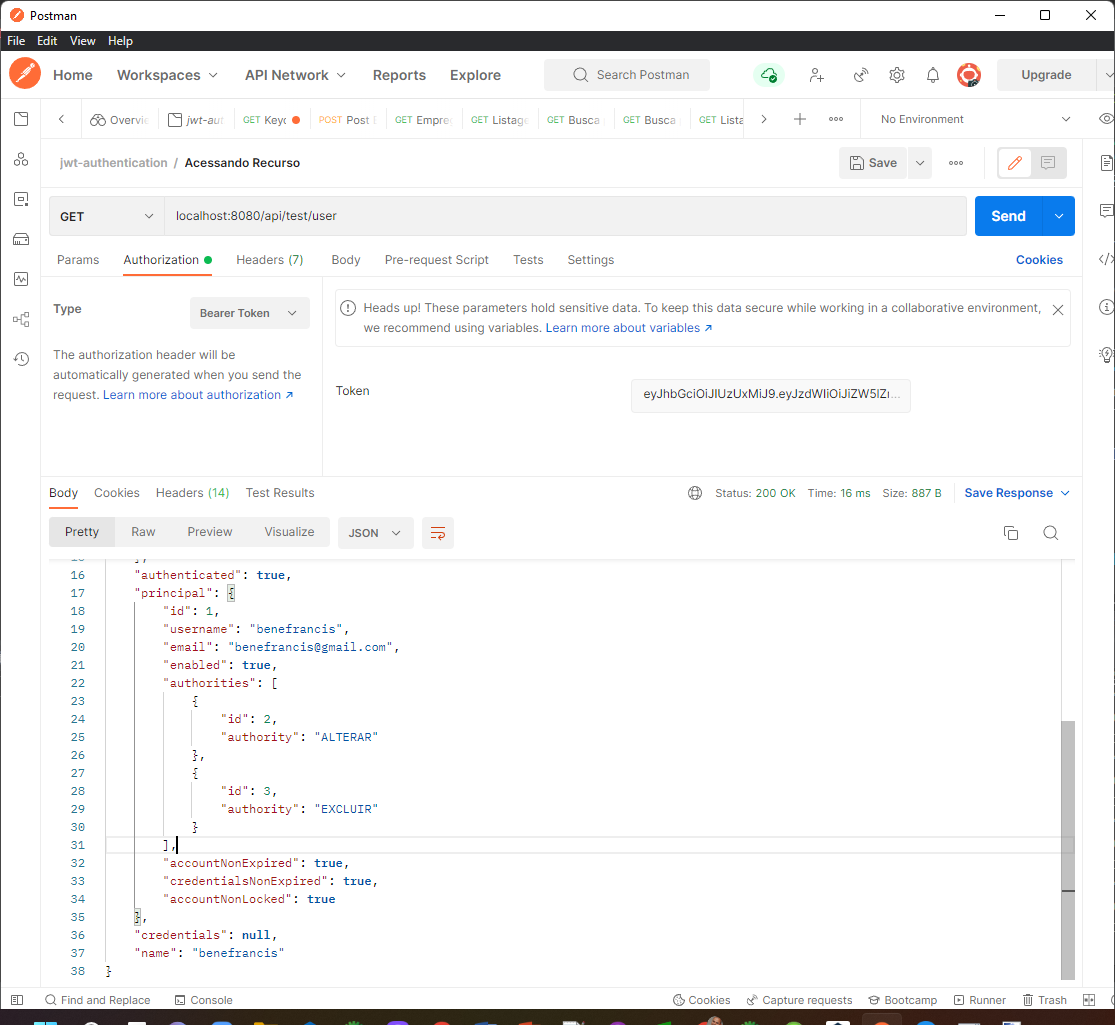 Postman
File Edit View Help
Home Workspaces API Network Reports Explore Search Postman Upgrade
Overvi jwt-aut GET Keyc POST Post GET Empre GET Listage GET Busca GET Busca GET Lista No Environment
jwt-authentication / Acessando Recurso Save
GET localhost:8080/api/test/user Send
Params Authorization Headers (7) Body Pre-request Script Tests Settings Cookies
Type Bearer Token
The authorization header will be
automatically generated when you send the
request. Learn more about authorization ↗
Heads up! These parameters hold sensitive data. To keep this data secure while working in a collaborative environment,
we recommend using variables. Learn more about variables ↗
Token eyJhbGciOiJIUzUxMiJ9.eyJzdWIiOiJiZW5lZr...
Body Cookies Headers (14) Test Results Status: 200 OK Time: 16 ms Size: 887 B Save Response
Pretty Raw Preview Visualize JSON
15 ],
16 "authenticated": true,
17 "principal": {
18 "id": 1,
19 "username": "benefrancis",
20 "email": "benefrancis@gmail.com",
21 "enabled": true,
22 "authorities": [
23 {
24 "id": 2,
25 "authority": "ALTERAR"
26 },
27 {
28 "id": 3,
29 "authority": "EXCLUIR"
30 }
31 ],
32 "accountNonExpired": true,
33 "credentialsNonExpired": true,
34 "accountNonLocked": true
35 },
36 "credentials": null,
37 "name": "benefrancis"
38 }
Find and Replace Console Cookies Capture requests Bootcamp Runner Trash